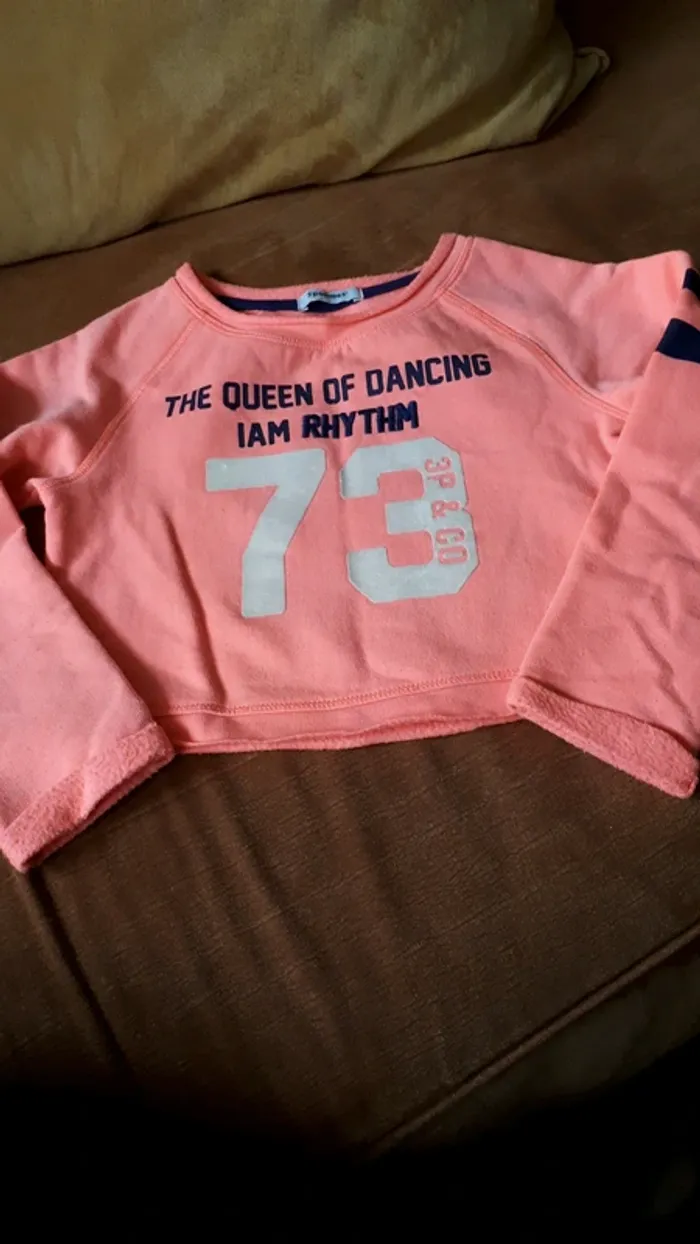 THE QUEEN OF DANCING
IAM RHYTHM
73
3P & CO